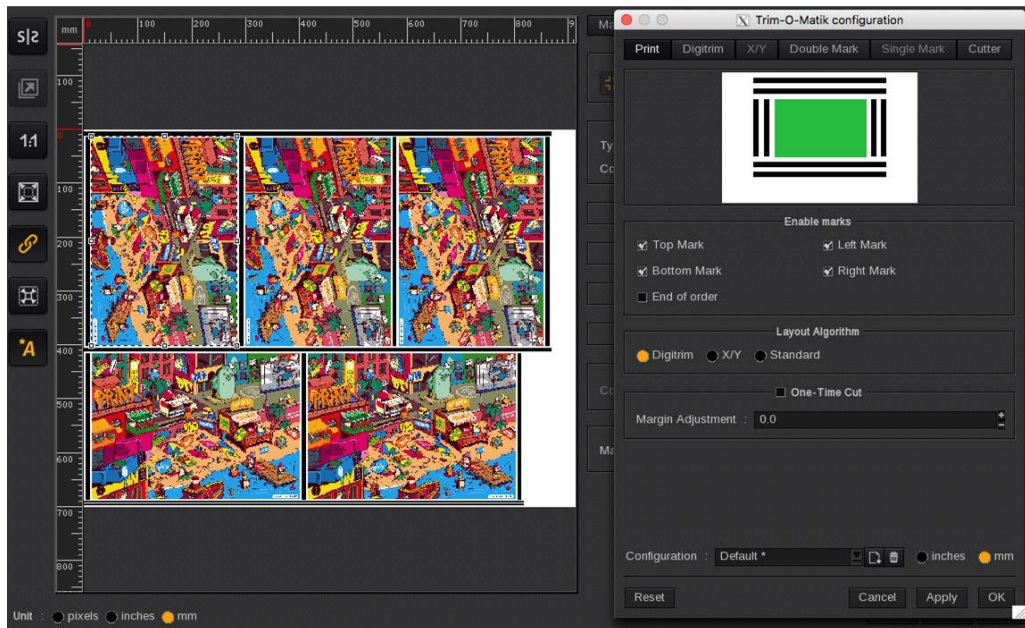 Trim-O-Matik configuration
Print Digitrim X/Y Double Mark Single Mark Cutter
S|S
mm
0 100 200 300 400 500 600 700 800 9
100
0
100
200
300
400
500
600
700
800
1:1
*A
Ma
Ty
Co
Co
Ma
Enable marks
Top Mark Left Mark
Bottom Mark Right Mark
End of order
Layout Algorithm
Digitrim X/Y Standard
One-Time Cut
Margin Adjustment : 0.0
Configuration : Default * inches mm
Reset Cancel Apply OK
Unit : pixels inches mm